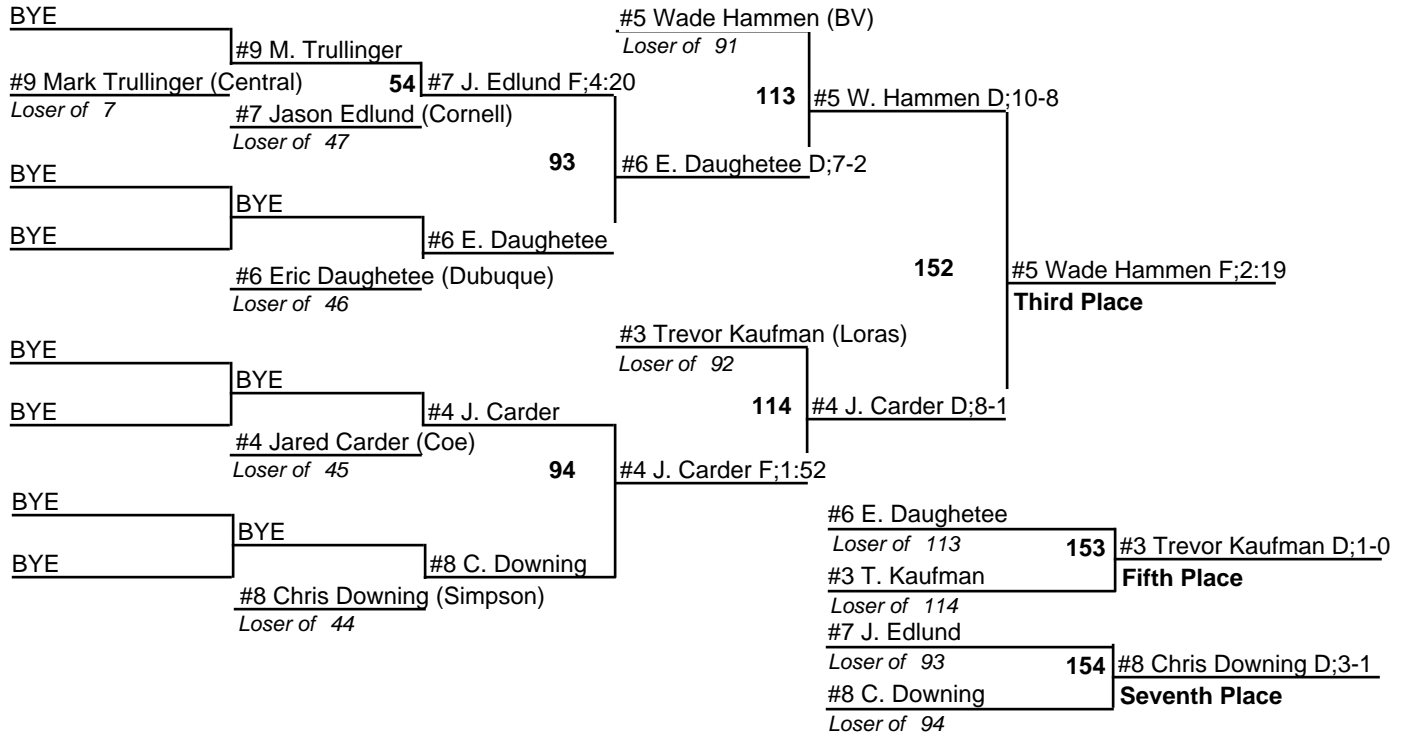 BYE
#5 Wade Hammen (BV)
Loser of 91
#9 M. Trullinger
#9 Mark Trullinger (Central)
54
#7 J. Edlund F;4:20
113
#5 W. Hammen D;10-8
Loser of 7
#7 Jason Edlund (Cornell)
Loser of 47
93
#6 E. Daughetee D;7-2
BYE
BYE
BYE
#6 E. Daughetee
152
#5 Wade Hammen F;2:19
#6 Eric Daughetee (Dubuque)
Third Place
Loser of 46
#3 Trevor Kaufman (Loras)
BYE
Loser of 92
BYE
BYE
#4 J. Carder
114
#4 J. Carder D;8-1
#4 Jared Carder (Coe)
Loser of 45
94
#4 J. Carder F;1:52
BYE
#6 E. Daughetee
BYE
Loser of 113
153
#3 Trevor Kaufman D;1-0
BYE
#8 C. Downing
#3 T. Kaufman
Fifth Place
#8 Chris Downing (Simpson)
Loser of 114
Loser of 44
#7 J. Edlund
Loser of 93
154
#8 Chris Downing D;3-1
#8 C. Downing
Seventh Place
Loser of 94